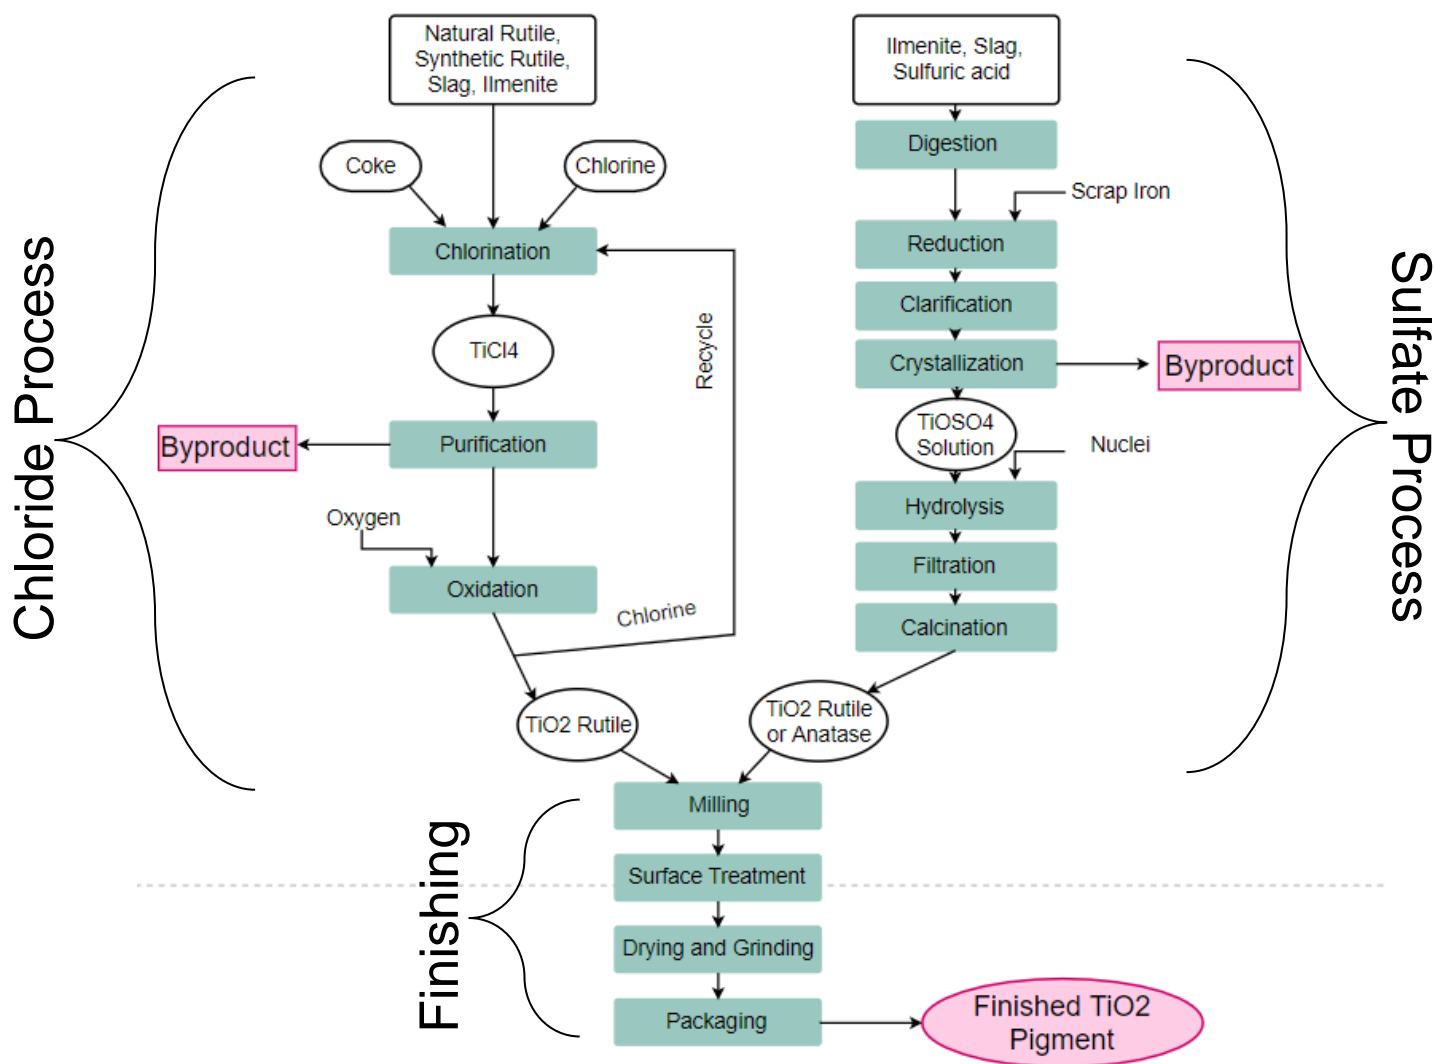 Chloride Process
Natural Rutile,
Synthetic Rutile,
Slag, Ilmenite
Coke
Chlorine
Chlorination
TiCl4
Recycle
Byproduct
Purification
Oxygen
Oxidation
Chlorine
TiO2 Rutile
Ilmenite, Slag,
Sulfuric acid
Digestion
Scrap Iron
Reduction
Clarification
Crystallization
Byproduct
TiOSO4
Solution
Nuclei
Hydrolysis
Filtration
Calcination
TiO2 Rutile
or Anatase
Sulfate Process
Finishing
Milling
Surface Treatment
Drying and Grinding
Packaging
Finished TiO2
Pigment